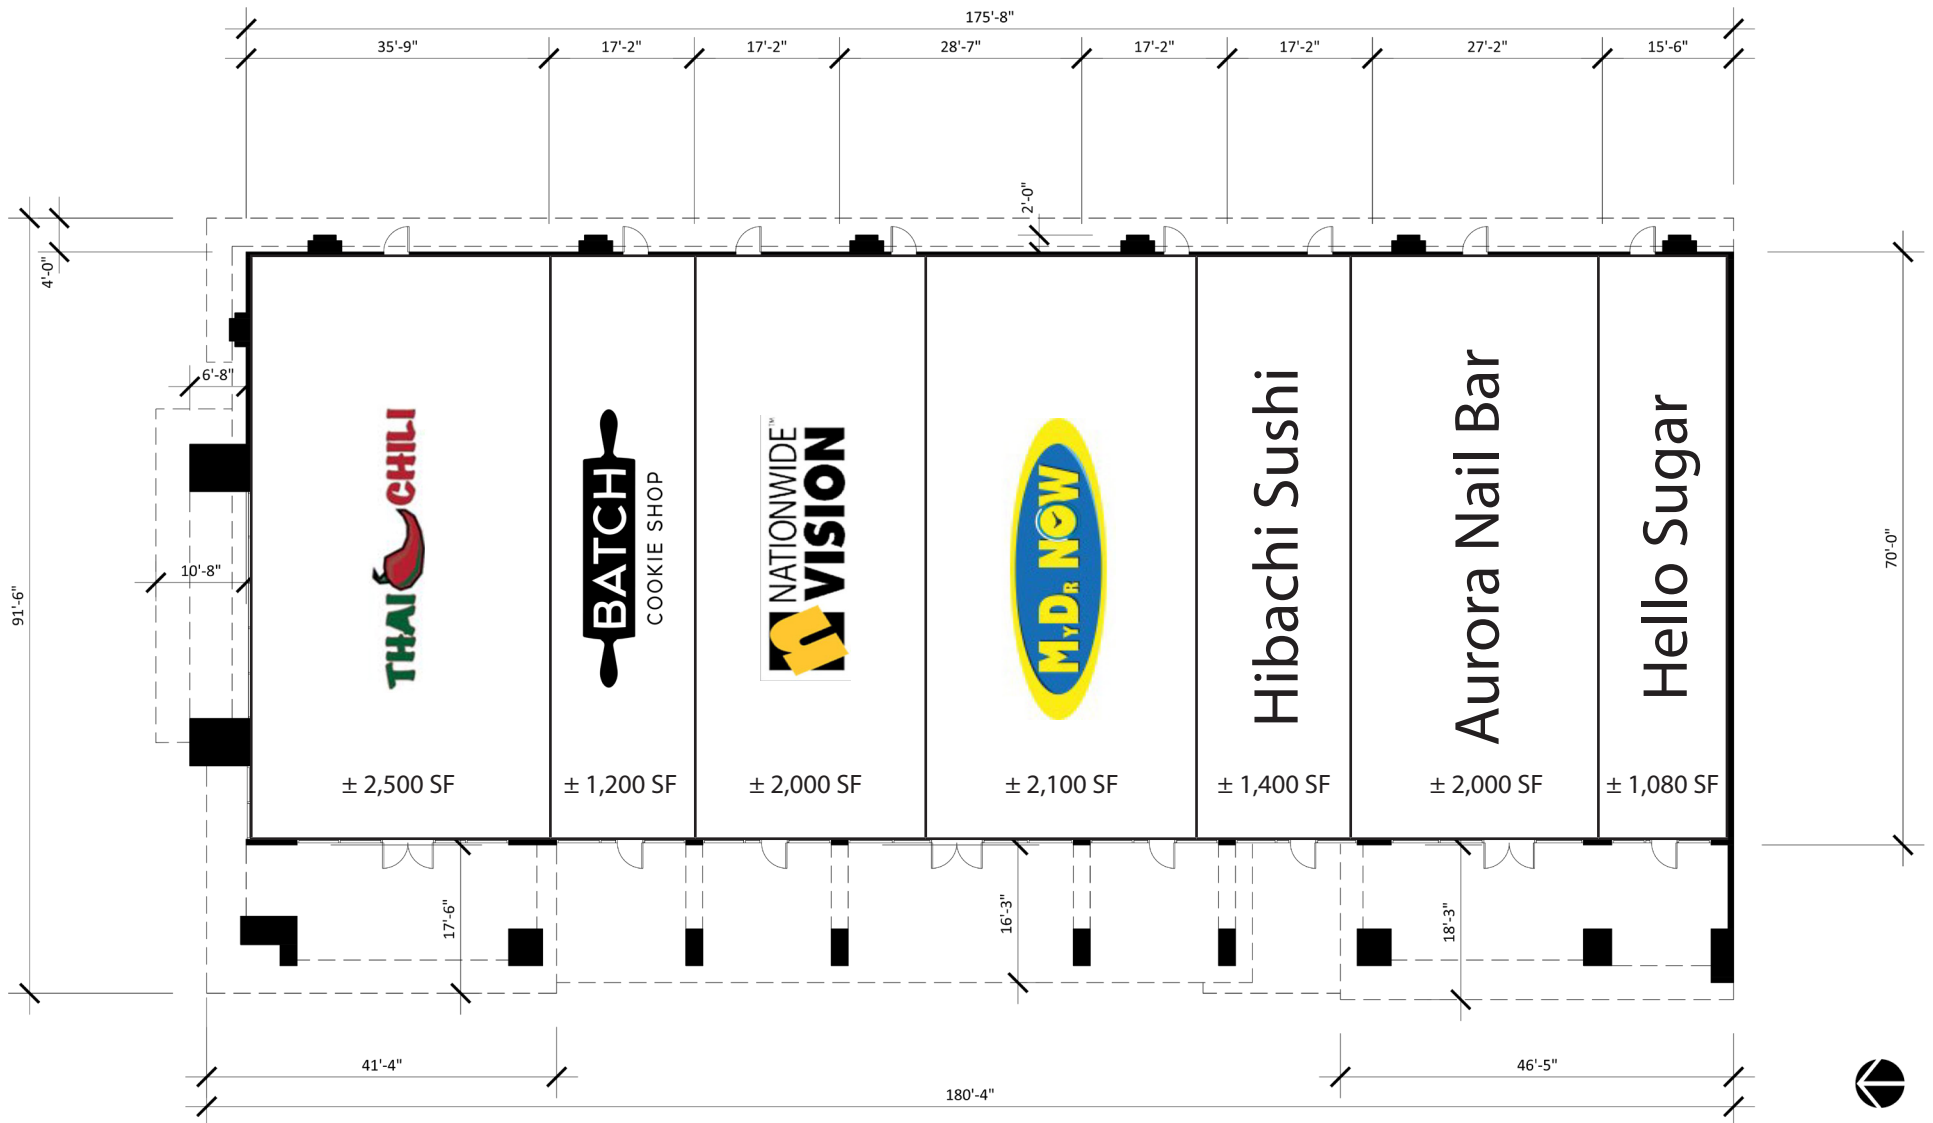 175'-8"
35'-9"
17'-2"
17'-2"
28'-7"
17'-2"
17'-2"
27'-2"
15'-6"
2'-0"
4'-0"
6'-8"
10'-8"
91'-6"
70'-0"
THAI CHILI
BATCH
COOKIE SHOP
n NATIONWIDE™
VISION
MYDR NOW
Hibachi Sushi
Aurora Nail Bar
Hello Sugar
± 2,500 SF
± 1,200 SF
± 2,000 SF
± 2,100 SF
± 1,400 SF
± 2,000 SF
± 1,080 SF
17'-6"
16'-3"
18'-3"
41'-4"
46'-5"
180'-4"